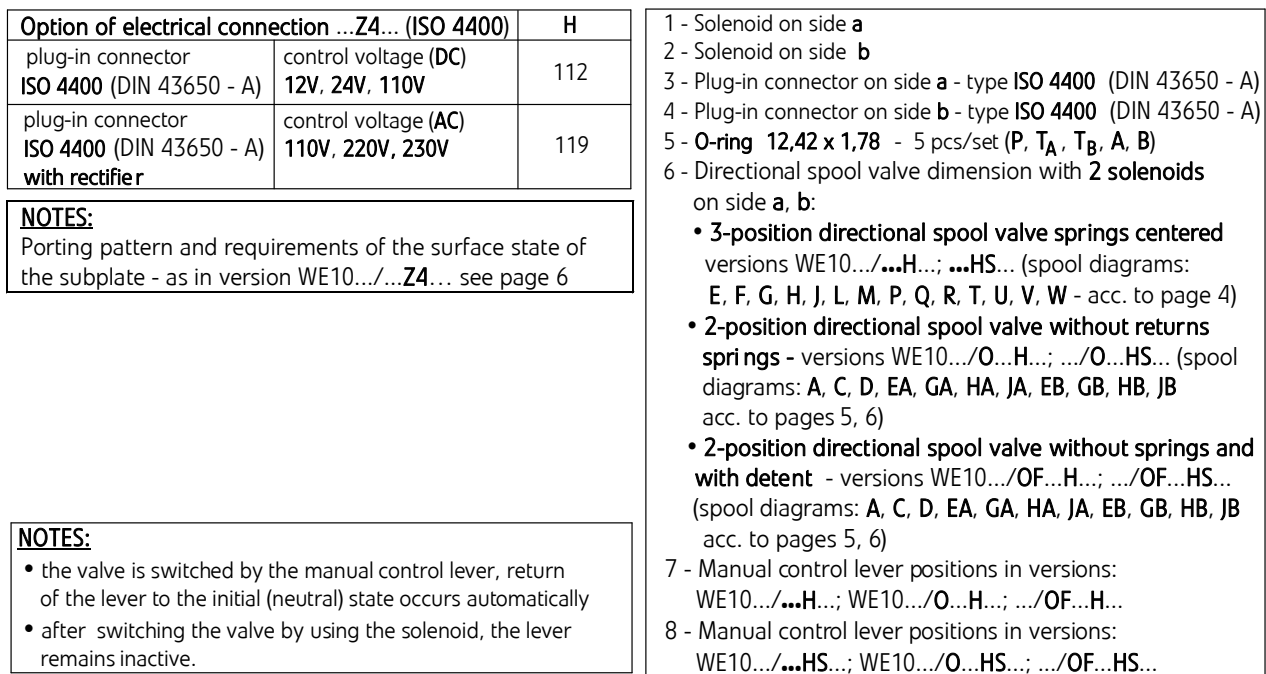 Option of electrical connection ...Z4... (ISO 4400) H
plug-in connector control voltage (DC)
ISO 4400 (DIN 43650 - A) 12V, 24V, 110V 112
plug-in connector control voltage (AC)
ISO 4400 (DIN 43650 - A) 110V, 220V, 230V 119
with rectifier
NOTES:
Porting pattern and requirements of the surface state of
the subplate - as in version WE10.../...Z4... see page 6
NOTES:
• the valve is switched by the manual control lever, return
of the lever to the initial (neutral) state occurs automatically
• after switching the valve by using the solenoid, the lever
remains inactive.
1 - Solenoid on side a
2 - Solenoid on side b
3 - Plug-in connector on side a - type ISO 4400 (DIN 43650 - A)
4 - Plug-in connector on side b - type ISO 4400 (DIN 43650 - A)
5 - O-ring 12,42 x 1,78 - 5 pcs/set (P, TA , TB, A, B)
6 - Directional spool valve dimension with 2 solenoids
on side a, b:
• 3-position directional spool valve springs centered
versions WE10.../...H...; ...HS... (spool diagrams:
E, F, G, H, J, L, M, P, Q, R, T, U, V, W - acc. to page 4)
• 2-position directional spool valve without returns
springs - versions WE10.../O...H...; .../O...HS... (spool
diagrams: A, C, D, EA, GA, HA, JA, EB, GB, HB, JB
acc. to pages 5, 6)
• 2-position directional spool valve without springs and
with detent - versions WE10.../OF...H...; .../OF...HS...
(spool diagrams: A, C, D, EA, GA, HA, JA, EB, GB, HB, JB
acc. to pages 5, 6)
7 - Manual control lever positions in versions:
WE10.../...H...; WE10.../O...H...; .../OF...H...
8 - Manual control lever positions in versions:
WE10.../...HS...; WE10.../O...HS...; .../OF...HS...